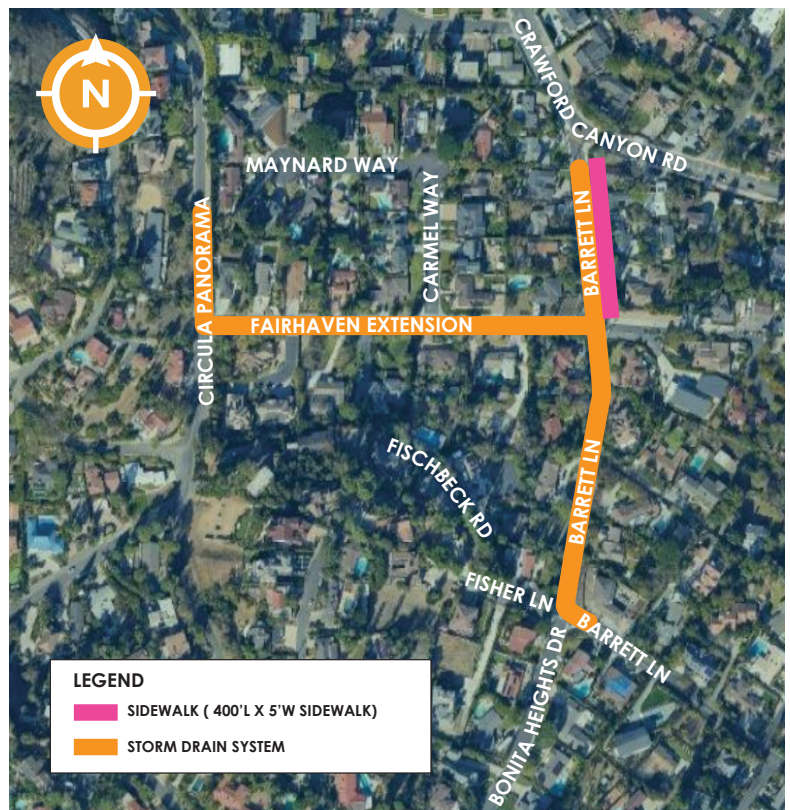 N
CRAWFORD CANYON RD
MAYNARD WAY
CARMEL WAY
BARRETT LN
CIRCULA PANORAMA
FAIRHAVEN EXTENSION
BARRETT LN
FISCHBECK RD
FISHER LN
BARRETT LN
BONITA HEIGHTS DR
LEGEND
SIDEWALK ( 400'L X 5'W SIDEWALK)
STORM DRAIN SYSTEM